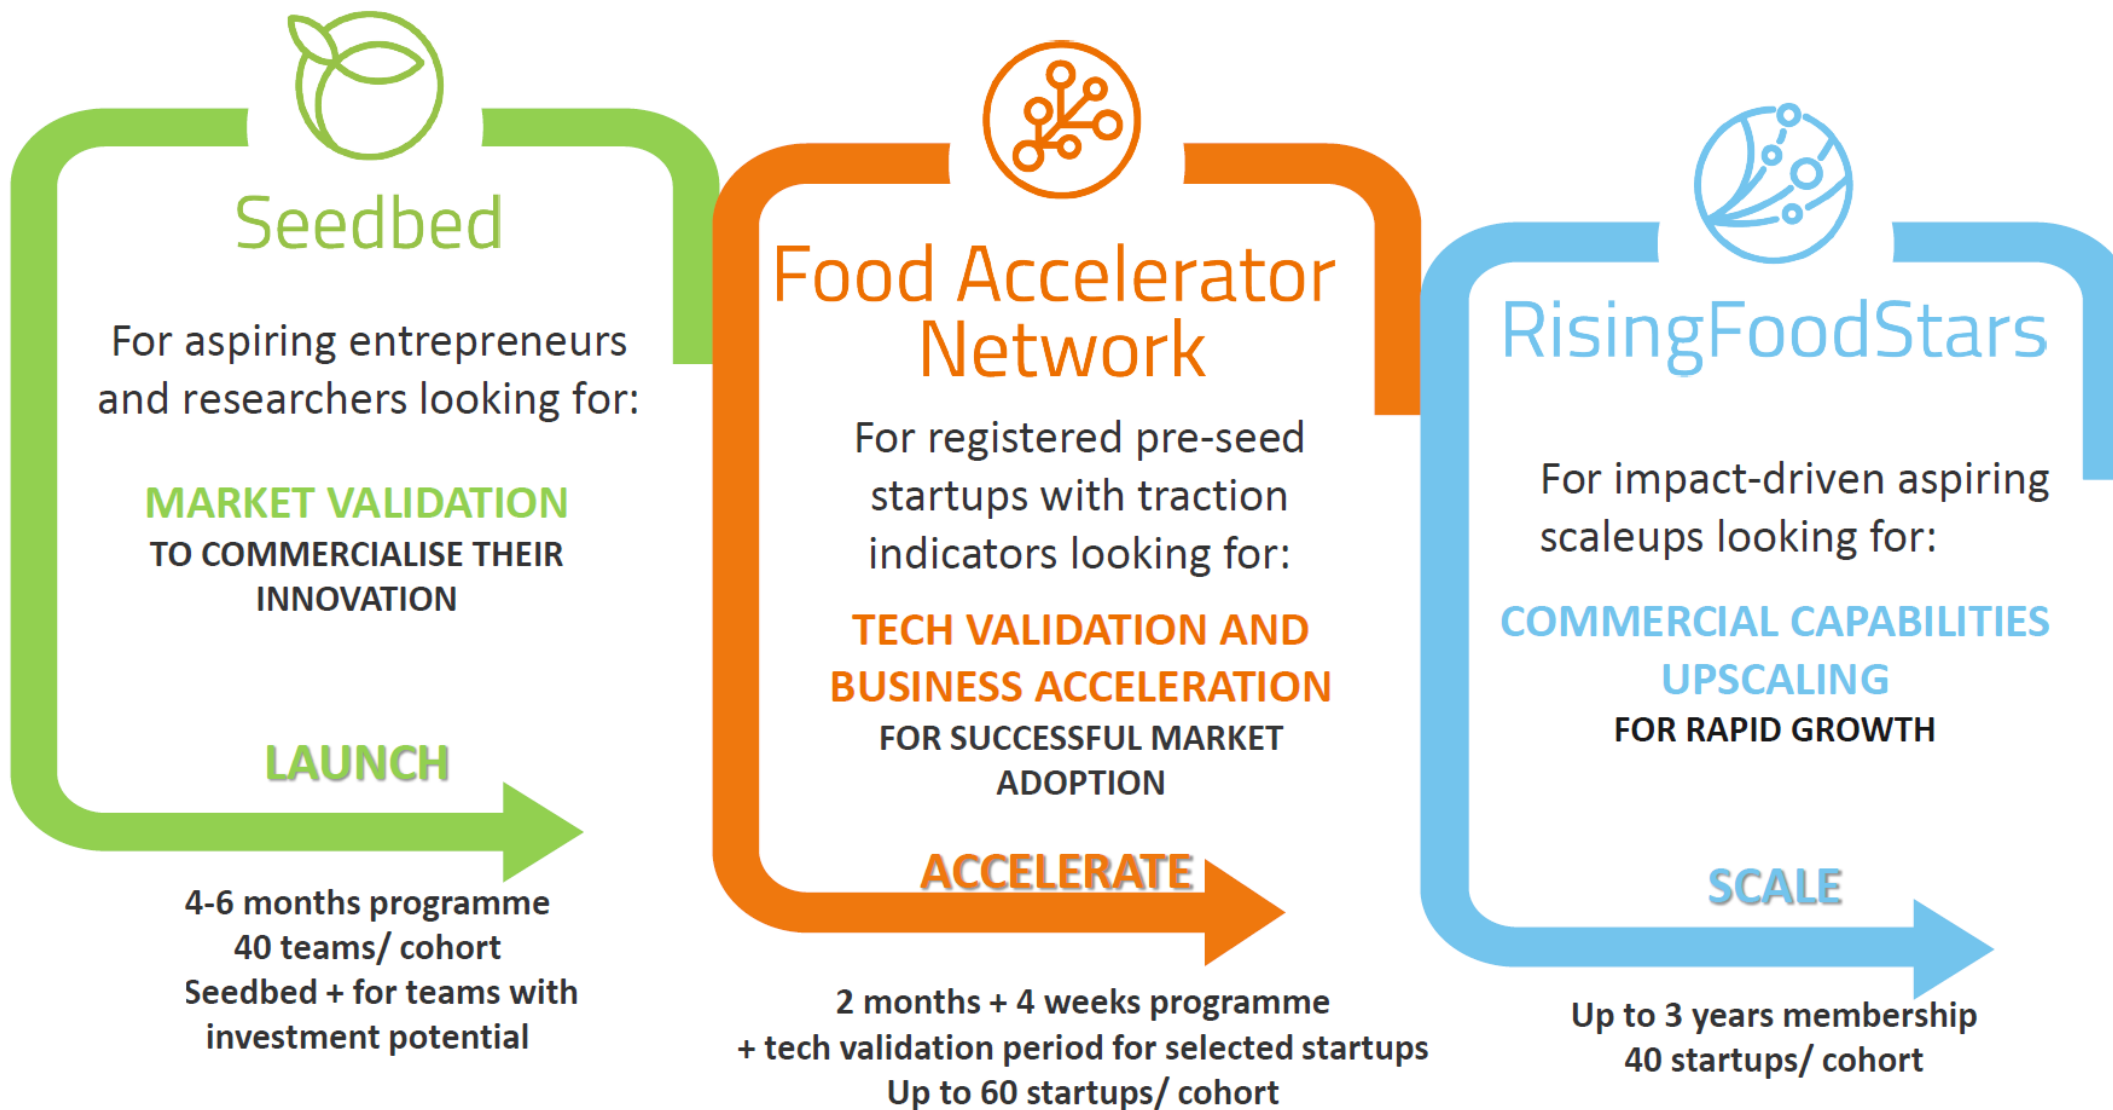 Seedbed
For aspiring entrepreneurs
and researchers looking for:
MARKET VALIDATION
TO COMMERCIALISE THEIR
INNOVATION
LAUNCH
4-6 months programme
40 teams/ cohort
Seedbed + for teams with
investment potential
Food Accelerator
Network
For registered pre-seed
startups with traction
indicators looking for:
TECH VALIDATION AND
BUSINESS ACCELERATION
FOR SUCCESSFUL MARKET
ADOPTION
ACCELERATE
2 months + 4 weeks programme
+ tech validation period for selected startups
Up to 60 startups/ cohort
RisingFoodStars
For impact-driven aspiring
scaleups looking for:
COMMERCIAL CAPABILITIES
UPSCALING
FOR RAPID GROWTH
SCALE
Up to 3 years membership
40 startups/ cohort